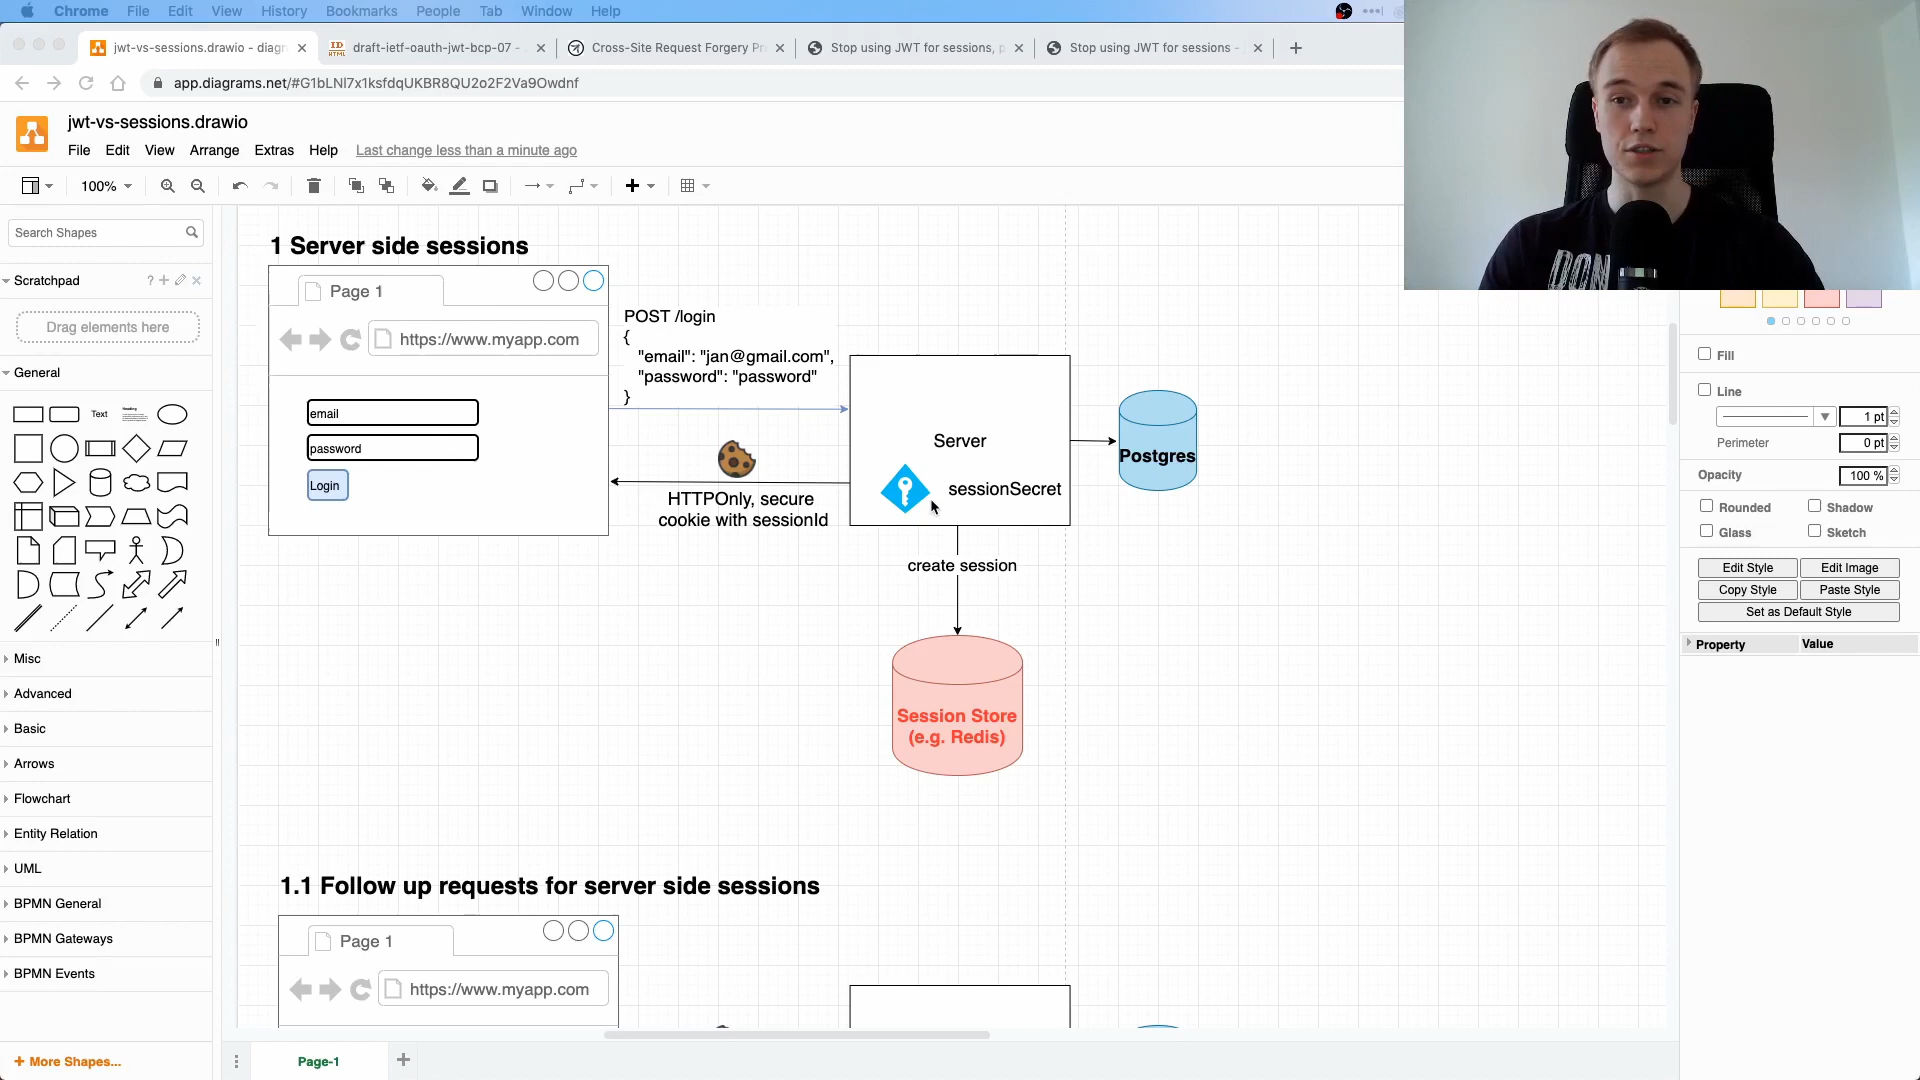 Chrome File Edit View History Bookmarks People Tab Window Help
jwt-vs-sessions.drawio - diagr
draft-ietf-oauth-jwt-bcp-07 -
Cross-Site Request Forgery Pr
Stop using JWT for sessions, p
Stop using JWT for sessions -
app.diagrams.net/#G1bLNl7x1ksfdqUKBR8QU2o2F2Va9Owdnf
jwt-vs-sessions.drawio
File Edit View Arrange Extras Help Last change less than a minute ago
100%
Search Shapes
Scratchpad
Drag elements here
General
Text
Heading
Misc
Advanced
Basic
Arrows
Flowchart
Entity Relation
UML
BPMN General
BPMN Gateways
BPMN Events
+ More Shapes...
1 Server side sessions
Page 1
https://www.myapp.com
email
password
Login
POST /login
{
"email": "jan@gmail.com",
"password": "password"
}
HTTPOnly, secure
cookie with sessionId
Server
sessionSecret
Postgres
create session
Session Store
(e.g. Redis)
1.1 Follow up requests for server side sessions
Page 1
https://www.myapp.com
Page-1
Fill
Line
1 pt
Perimeter
0 pt
Opacity
100 %
Rounded
Shadow
Glass
Sketch
Edit Style
Edit Image
Copy Style
Paste Style
Set as Default Style
Property
Value